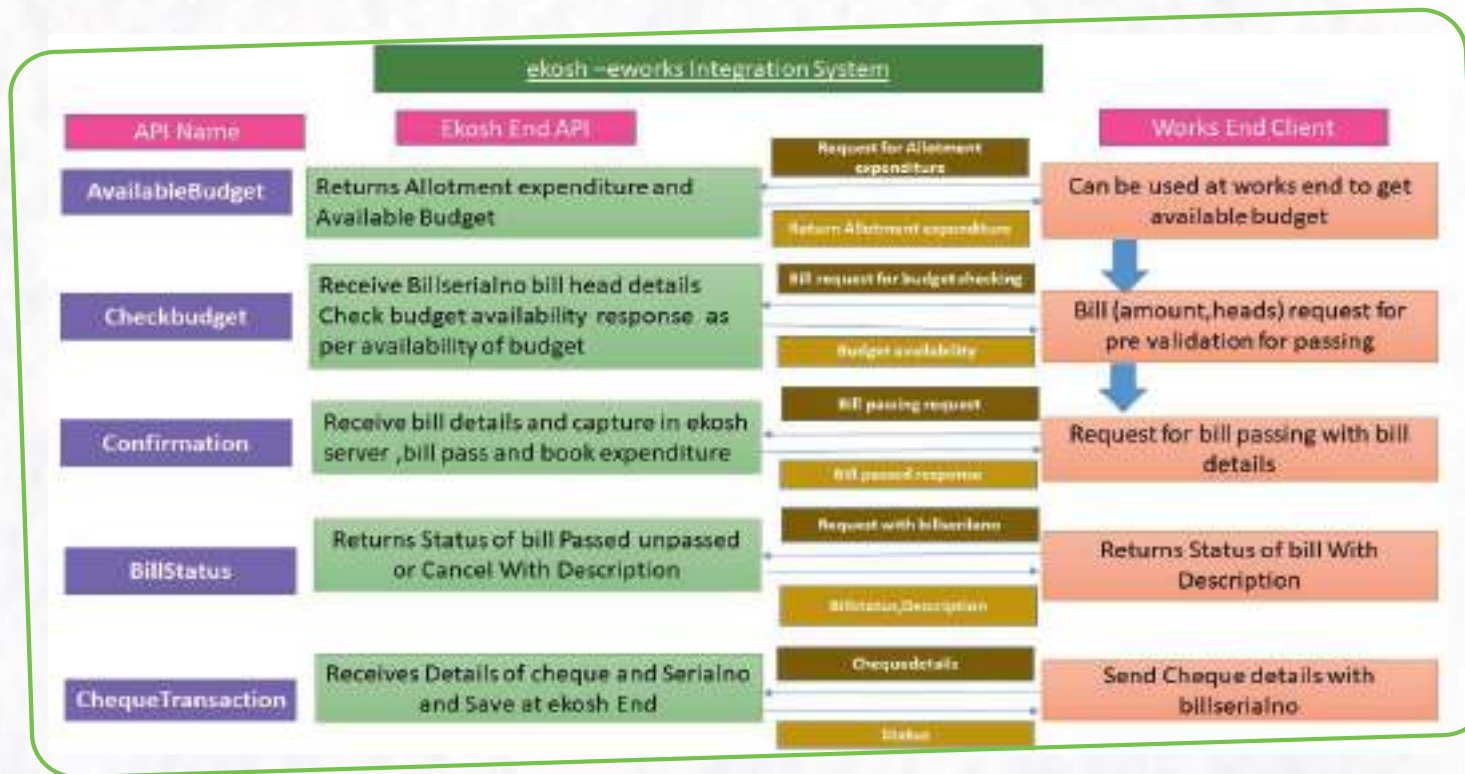 ekosh –eworks Integration System
API Name
Ekosh End API
Works End Client
AvailableBudget
Returns Allotment expenditure and
Available Budget
Request for Allotment
expenditure
Return Allotment expenditure
Can be used at works end to get
available budget
Checkbudget
Receive Billserialno bill head details
Check budget availability response as
per availability of budget
Bill request for budget checking
Budget availability
Bill (amount,heads) request for
pre validation for passing
Confirmation
Receive bill details and capture in ekosh
server ,bill pass and book expenditure
Bill passing request
Bill passed response
Request for bill passing with bill
details
BillStatus
Returns Status of bill Passed unpassed
or Cancel With Description
Request with billserilano
Billstatus,Description
Returns Status of bill With
Description
ChequeTransaction
Receives Details of cheque and Serialno
and Save at ekosh End
Chequedetails
Status
Send Cheque details with
billserialno